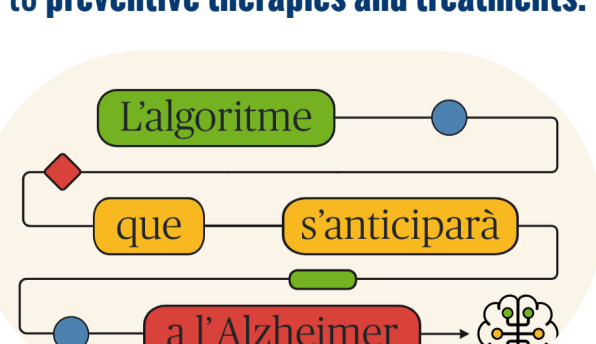 to preventive therapies and treatments.
L’algoritme
que s’anticiparà
a l’Alzheimer